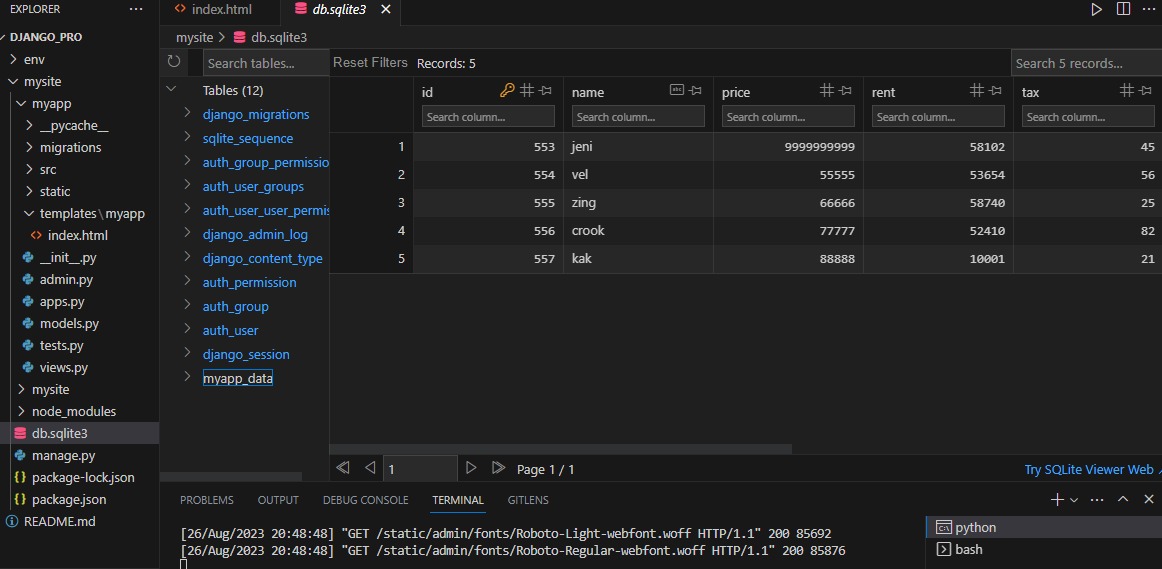 EXPLORER ···
index.html
db.sqlite3
DJANGO_PRO
env
mysite
myapp
__pycache__
migrations
src
static
templates\myapp
index.html
__init__.py
admin.py
apps.py
models.py
tests.py
views.py
mysite
node_modules
db.sqlite3
manage.py
package-lock.json
package.json
README.md
mysite > db.sqlite3
Search tables...
Reset Filters Records: 5
Search 5 records...
Tables (12)
django_migrations
sqlite_sequence
auth_group_permissio
auth_user_groups
auth_user_user_permis
django_admin_log
django_content_type
auth_permission
auth_group
auth_user
django_session
myapp_data
id name price rent tax
Search column... Search column... Search column... Search column... Search column...
1 553 jeni 9999999999 58102 45
2 554 vel 55555 53654 56
3 555 zing 66666 58740 25
4 556 crook 77777 52410 82
5 557 kak 88888 10001 21
1 Page 1 / 1
Try SQLite Viewer Web
PROBLEMS OUTPUT DEBUG CONSOLE TERMINAL GITLENS
[26/Aug/2023 20:48:48] "GET /static/admin/fonts/Roboto-Light-webfont.woff HTTP/1.1" 200 85692
[26/Aug/2023 20:48:48] "GET /static/admin/fonts/Roboto-Regular-webfont.woff HTTP/1.1" 200 85876
python
bash